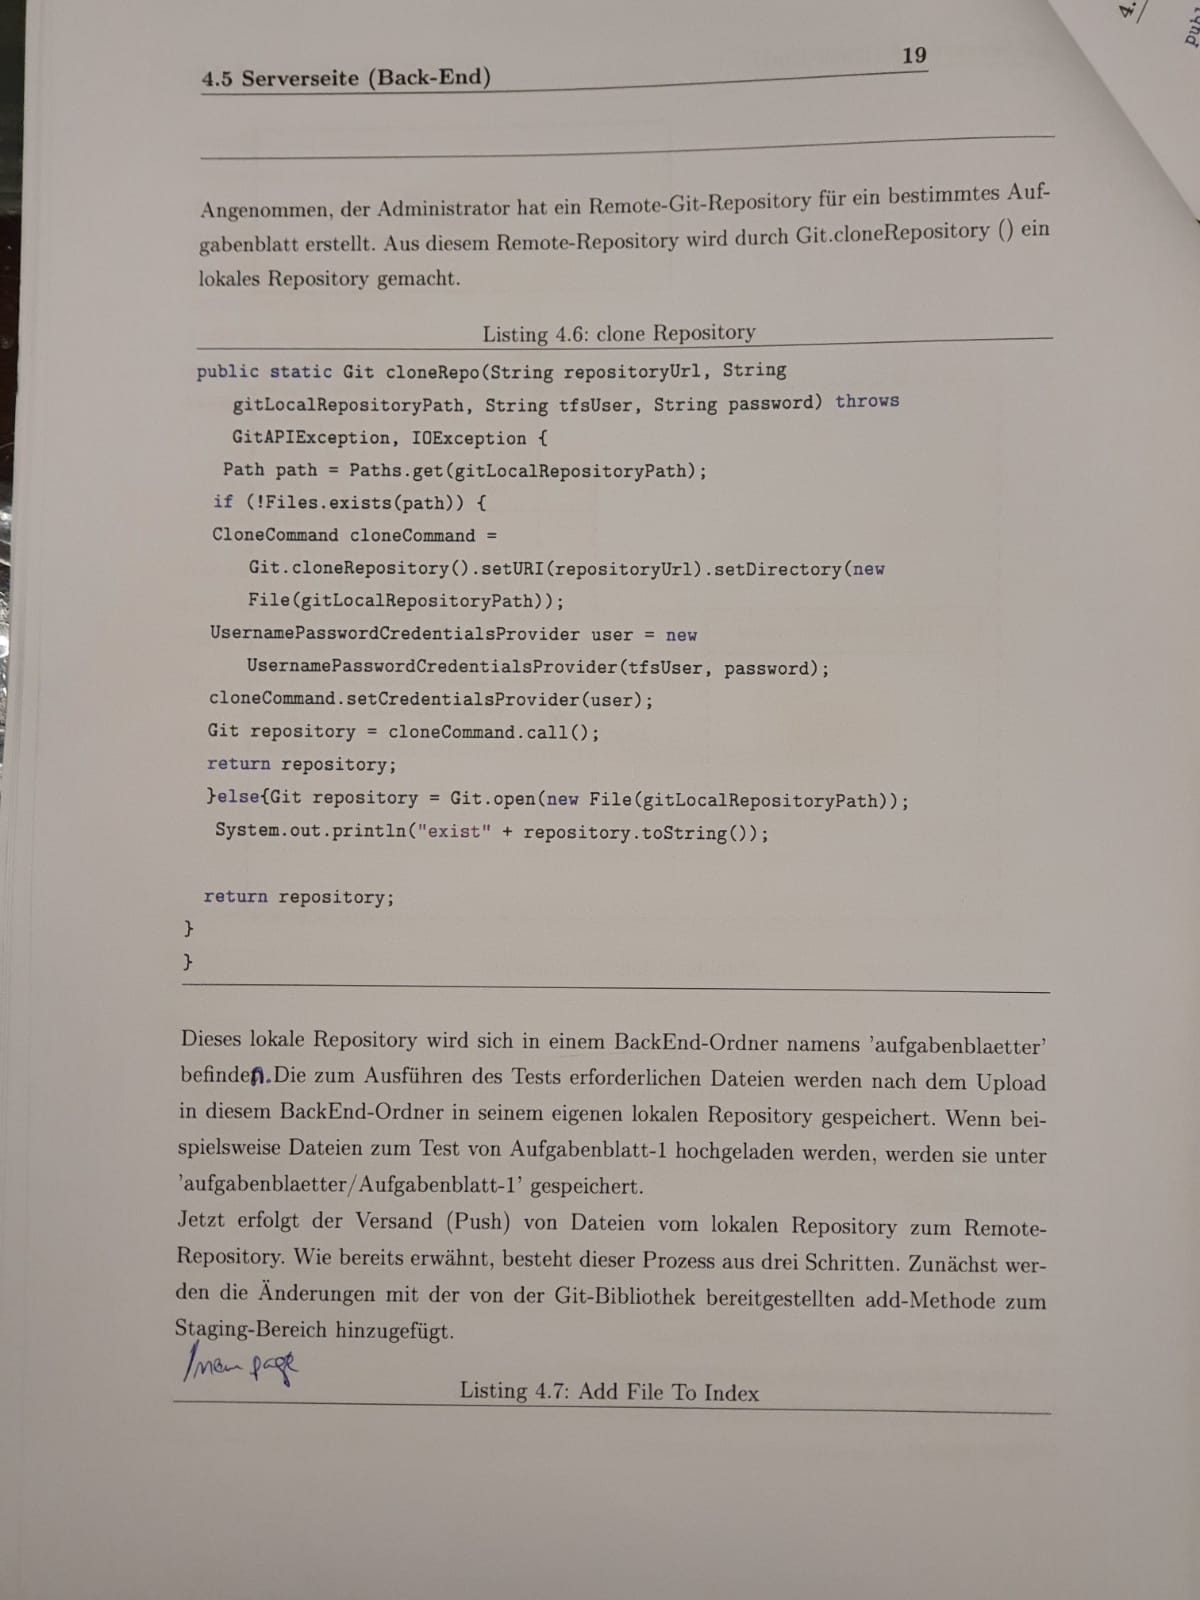 4.5 Serverseite (Back-End)
19
Angenommen, der Administrator hat ein Remote-Git-Repository für ein bestimmtes Auf-
gabenblatt erstellt. Aus diesem Remote-Repository wird durch Git.cloneRepository () ein
lokales Repository gemacht.
Listing 4.6: clone Repository
public static Git cloneRepo(String repositoryUrl, String
gitLocalRepositoryPath, String tfsUser, String password) throws
GitAPIException, IOException {
Path path = Paths.get(gitLocalRepositoryPath);
if (!Files.exists(path)) {
CloneCommand cloneCommand =
Git.cloneRepository().setURI(repositoryUrl).setDirectory(new
File(gitLocalRepositoryPath));
UsernamePasswordCredentialsProvider user = new
UsernamePasswordCredentialsProvider(tfsUser, password);
cloneCommand.setCredentialsProvider(user);
Git repository = cloneCommand.call();
return repository;
}else{Git repository = Git.open(new File(gitLocalRepositoryPath));
System.out.println("exist" + repository.toString());
return repository;
}
}
Dieses lokale Repository wird sich in einem BackEnd-Ordner namens 'aufgabenblaetter'
befinden.Die zum Ausführen des Tests erforderlichen Dateien werden nach dem Upload
in diesem BackEnd-Ordner in seinem eigenen lokalen Repository gespeichert. Wenn bei-
spielsweise Dateien zum Test von Aufgabenblatt-1 hochgeladen werden, werden sie unter
'aufgabenblaetter/Aufgabenblatt-1' gespeichert.
Jetzt erfolgt der Versand (Push) von Dateien vom lokalen Repository zum Remote-
Repository. Wie bereits erwähnt, besteht dieser Prozess aus drei Schritten. Zunächst wer-
den die Änderungen mit der von der Git-Bibliothek bereitgestellten add-Methode zum
Staging-Bereich hinzugefügt.
/new page
Listing 4.7: Add File To Index
4.
publ